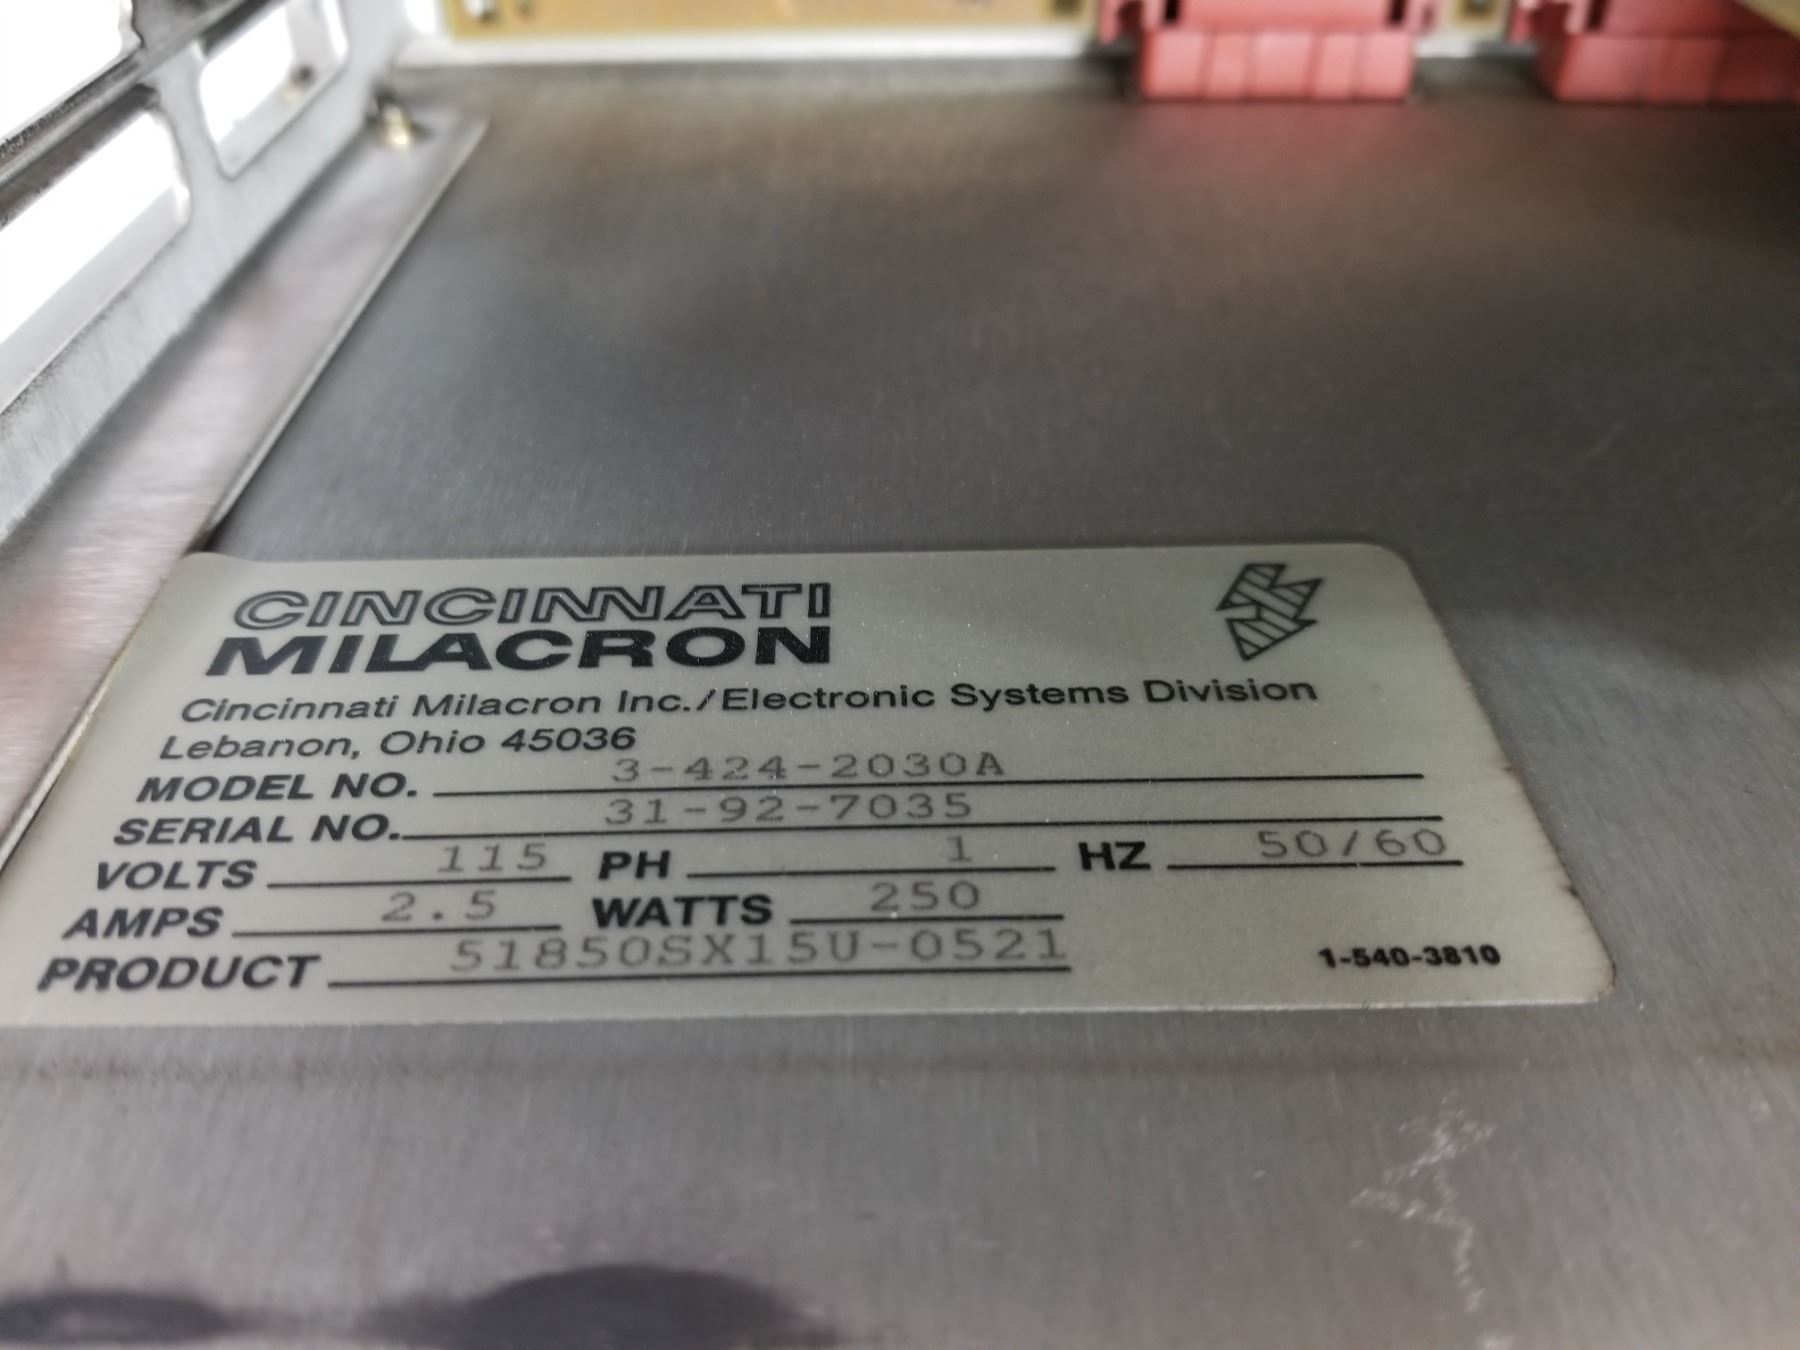 CINCINNATI
MILACRON
Cincinnati Milacron Inc./Electronic Systems Division
Lebanon, Ohio 45036
MODEL NO. 3-424-2030A
SERIAL NO. 31-92-7035
VOLTS 115 PH 1 HZ 50/60
AMPS 2.5 WATTS 250
PRODUCT 51850SX15U-0521
1-540-3810